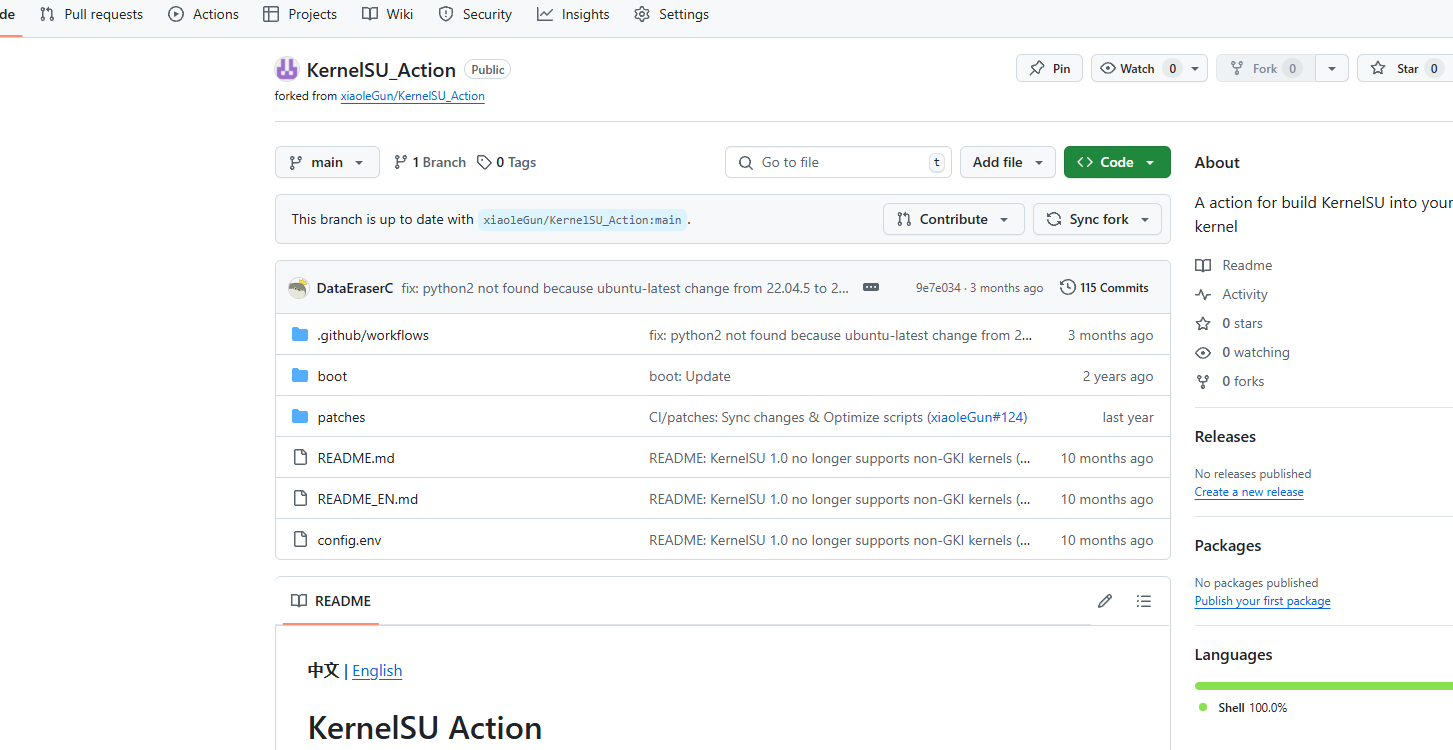 de Pull requests Actions Projects Wiki Security Insights Settings
KernelSU_Action Public Pin Watch 0 Fork 0 Star 0
forked from xiaoleGun/KernelSU_Action
main 1 Branch 0 Tags Go to file t Add file Code
About
This branch is up to date with xiaoleGun/KernelSU_Action:main . Contribute Sync fork
A action for build KernelSU into your
kernel
Readme
Activity
0 stars
0 watching
0 forks
DataEraserC fix: python2 not found because ubuntu-latest change from 22.04.5 to 2... 9e7e034 · 3 months ago 115 Commits
.github/workflows fix: python2 not found because ubuntu-latest change from 2... 3 months ago
boot boot: Update 2 years ago
patches CI/patches: Sync changes & Optimize scripts (xiaoleGun#124) last year
README.md README: KernelSU 1.0 no longer supports non-GKI kernels (... 10 months ago
README_EN.md README: KernelSU 1.0 no longer supports non-GKI kernels (... 10 months ago
config.env README: KernelSU 1.0 no longer supports non-GKI kernels (... 10 months ago
Releases
No releases published
Create a new release
Packages
No packages published
Publish your first package
Languages
Shell 100.0%
README
中文 | English
KernelSU Action